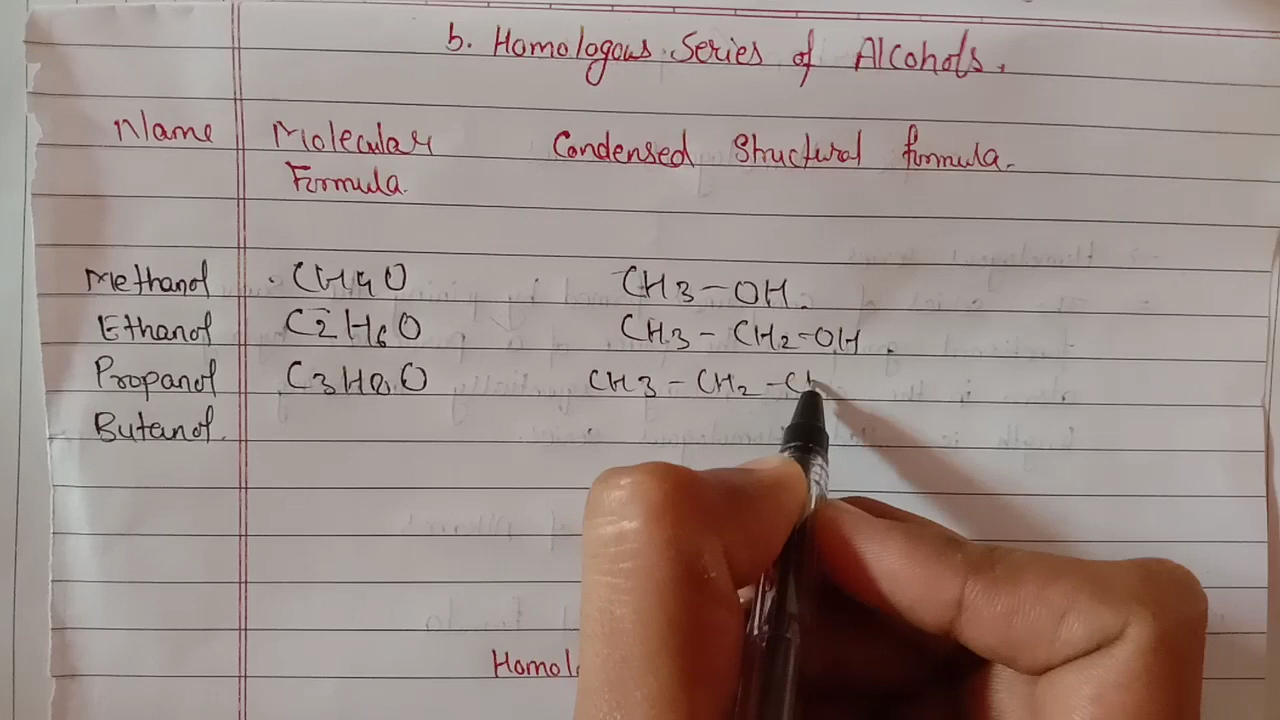 b. Homologous Series of Alcohols.
Name Molecular Condensed Structural formula.
Formula.
Methanol CH4O CH3-OH.
Ethanol C2H6O CH3-CH2-OH.
Propanol C3H8O CH3-CH2-C
Butanol.